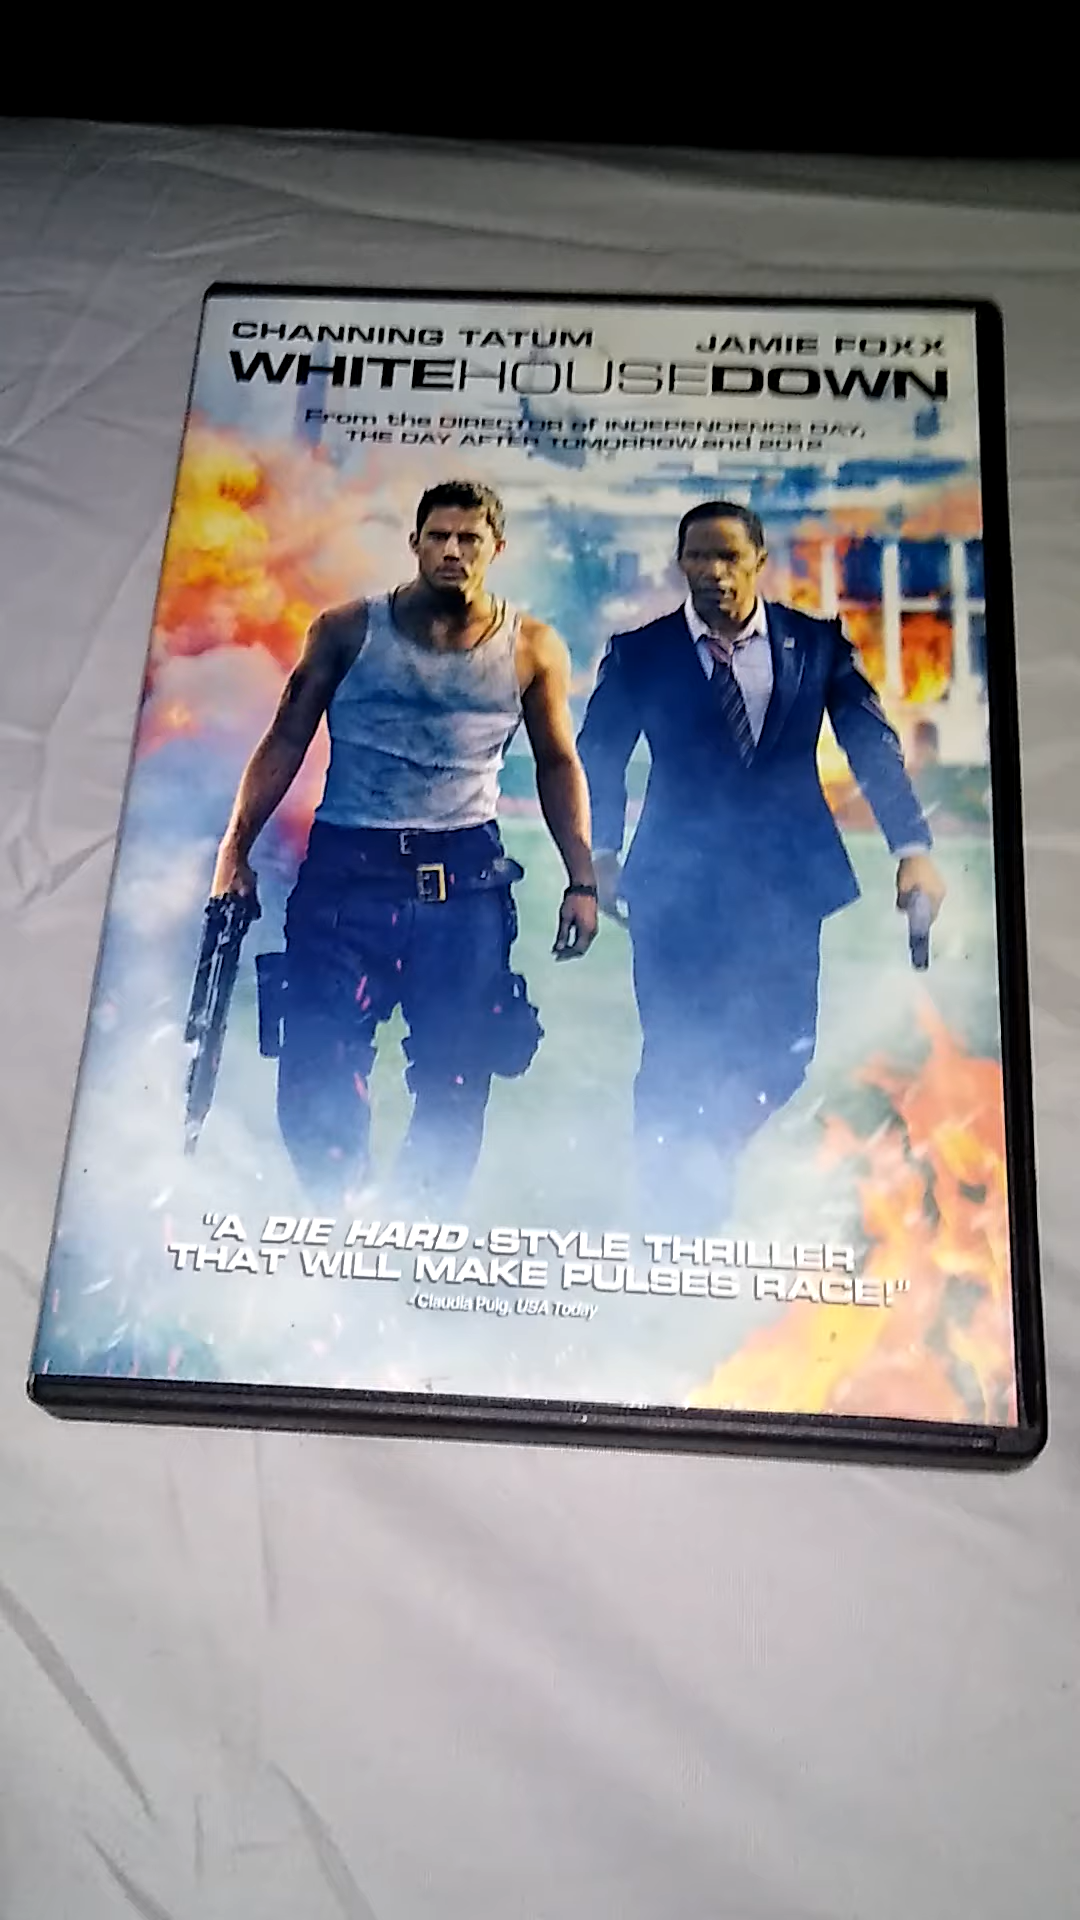 CHANNING TATUM JAMIE FOXX
WHITEHOUSEDOWN
From the DIRECTOR of INDEPENDENCE DAY,
THE DAY AFTER TOMORROW and 2012
"A DIE HARD-STYLE THRILLER
THAT WILL MAKE PULSES RACE!"
-Claudia Puig, USA Today